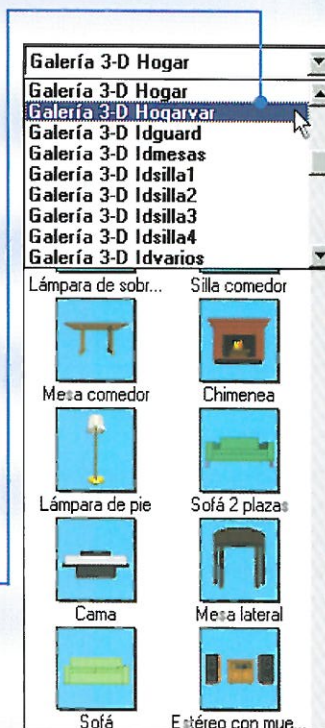 Galería 3-D Hogar
Galería 3-D Hogar
Galería 3-D Hogarvar
Galería 3-D Idguard
Galería 3-D Idmesas
Galería 3-D Idsilla1
Galería 3-D Idsilla2
Galería 3-D Idsilla3
Galería 3-D Idsilla4
Galería 3-D Idvarios
Lámpara de sobr... Silla comedor
Mesa comedor Chimenea
Lámpara de pie Sofá 2 plazas
Cama Mesa lateral
Sofá Estéreo con mue...